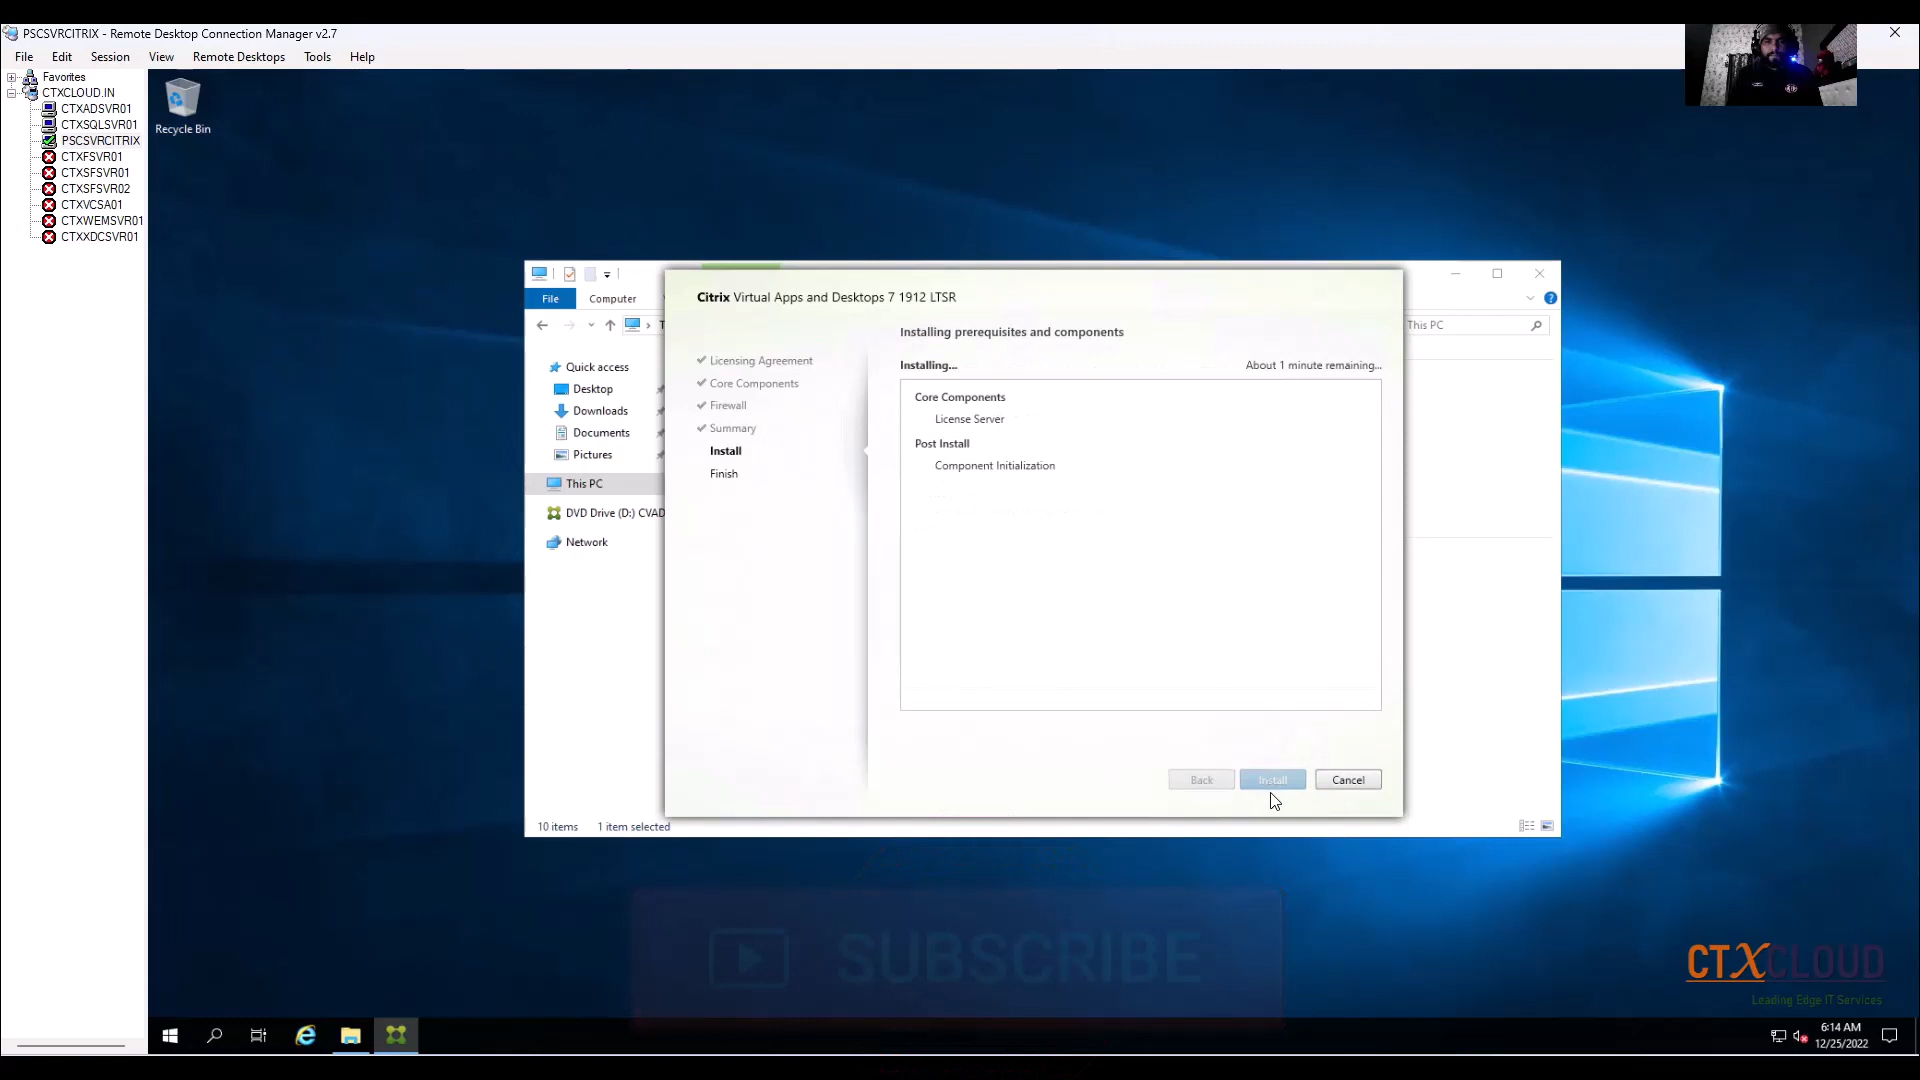 PSCSVRCITRIX - Remote Desktop Connection Manager v2.7
File Edit Session View Remote Desktops Tools Help
Favorites
CTXCLOUD.IN
CTXADSVR01
CTXSQLSVR01
PSCSVRCITRIX
CTXFSVR01
CTXSFSVR01
CTXSFSVR02
CTXVCSA01
CTXWEMSVR01
CTXXDCSVR01
Recycle Bin
File Computer
This PC
Quick access
Desktop
Downloads
Documents
Pictures
This PC
DVD Drive (D:) CVAD
Network
10 items 1 item selected
Citrix Virtual Apps and Desktops 7 1912 LTSR
Licensing Agreement
Core Components
Firewall
Summary
Install
Finish
Installing prerequisites and components
Installing... About 1 minute remaining...
Core Components
License Server
Post Install
Component Initialization
Back Install Cancel
SUBSCRIBE
CTXCLOUD
Leading Edge IT Services
6:14 AM
12/25/2022